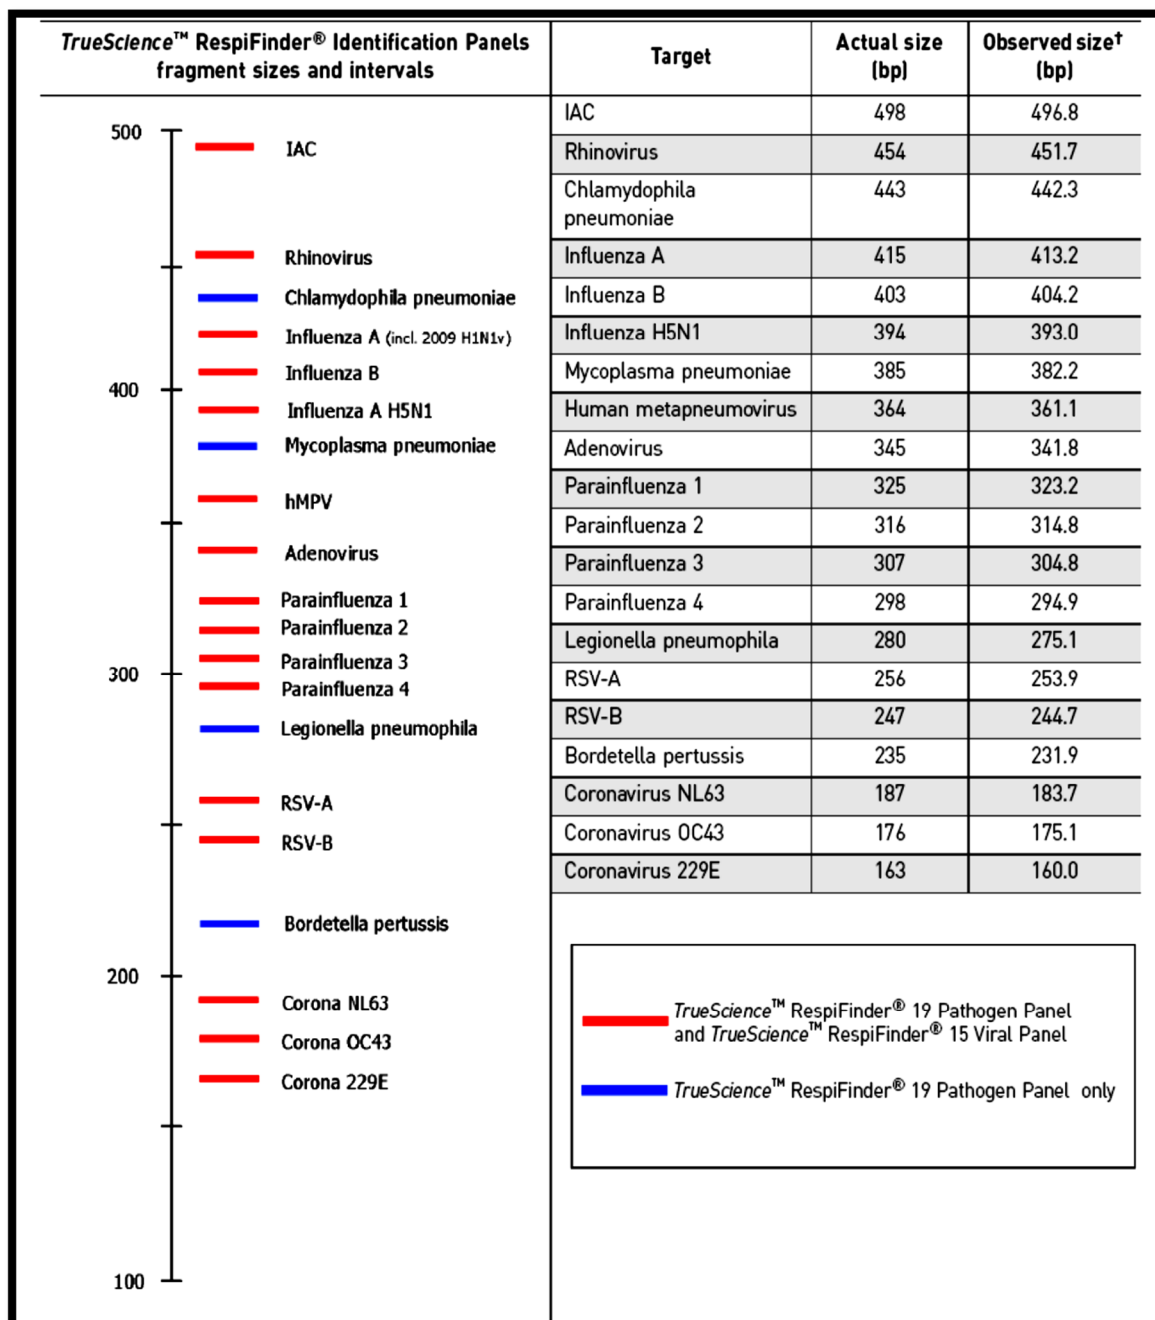 TrueScience™ RespiFinder® Identification Panels
fragment sizes and intervals
500
IAC
Rhinovirus
Chlamydophila pneumoniae
Influenza A (incl. 2009 H1N1v)
Influenza B
400
Influenza A H5N1
Mycoplasma pneumoniae
hMPV
Adenovirus
Parainfluenza 1
Parainfluenza 2
Parainfluenza 3
300
Parainfluenza 4
Legionella pneumophila
RSV-A
RSV-B
Bordetella pertussis
200
Corona NL63
Corona OC43
Corona 229E
100
Target Actual size (bp) Observed size† (bp)
IAC 498 496.8
Rhinovirus 454 451.7
Chlamydophila pneumoniae 443 442.3
Influenza A 415 413.2
Influenza B 403 404.2
Influenza H5N1 394 393.0
Mycoplasma pneumoniae 385 382.2
Human metapneumovirus 364 361.1
Adenovirus 345 341.8
Parainfluenza 1 325 323.2
Parainfluenza 2 316 314.8
Parainfluenza 3 307 304.8
Parainfluenza 4 298 294.9
Legionella pneumophila 280 275.1
RSV-A 256 253.9
RSV-B 247 244.7
Bordetella pertussis 235 231.9
Coronavirus NL63 187 183.7
Coronavirus OC43 176 175.1
Coronavirus 229E 163 160.0
TrueScience™ RespiFinder® 19 Pathogen Panel
and TrueScience™ RespiFinder® 15 Viral Panel
TrueScience™ RespiFinder® 19 Pathogen Panel only